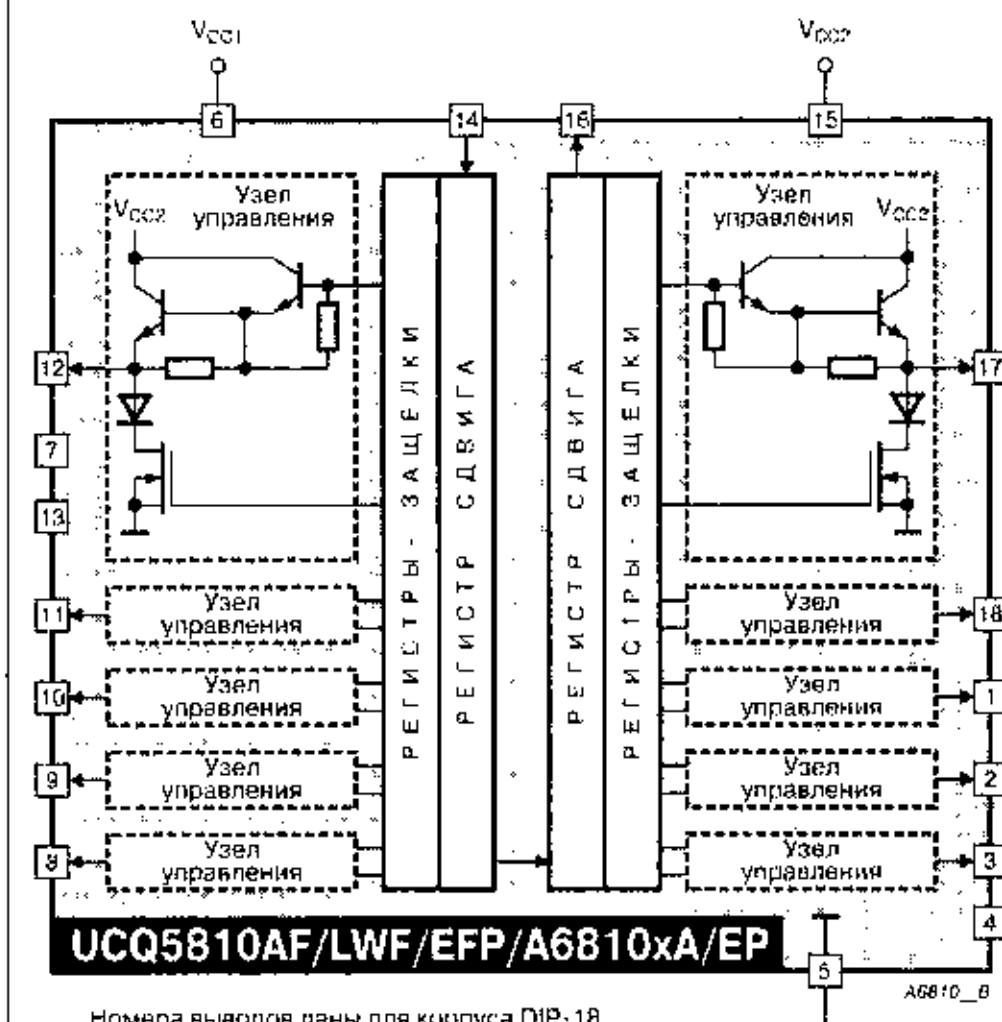 VCC1
VCC2
6
14
16
15
Узел
управления
VCC2
Узел
управления
VCC2
12
7
13
17
РЕГИСТРЫ - ЗАЩЕЛКИ
РЕГИСТР СДВИГА
РЕГИСТР СДВИГА
РЕГИСТРЫ - ЗАЩЕЛКИ
11
Узел
управления
Узел
управления
18
10
Узел
управления
Узел
управления
1
9
Узел
управления
Узел
управления
2
8
Узел
управления
Узел
управления
3
4
UCQ5810AF/LWF/EFP/A6810xA/EP
5
A6810__B
Номера выводов даны для корпуса DIP-18